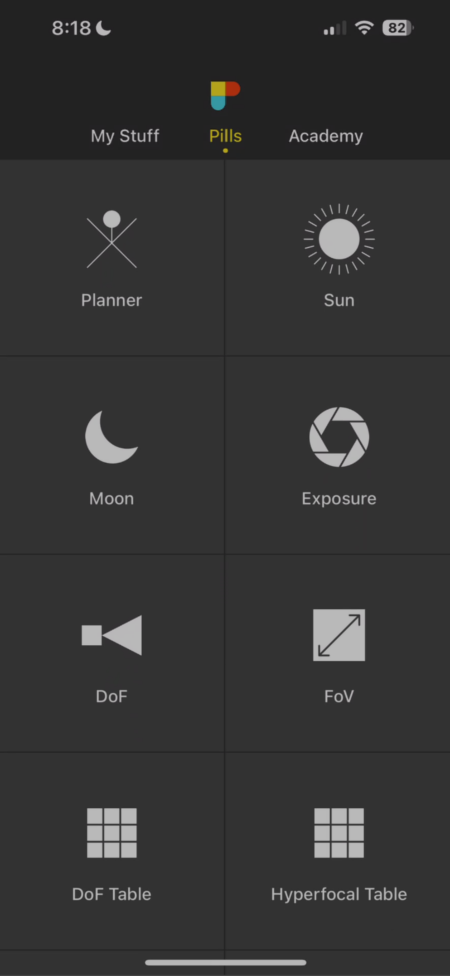 8:18
82
My Stuff Pills Academy
Planner Sun
Moon Exposure
DoF FoV
DoF Table Hyperfocal Table